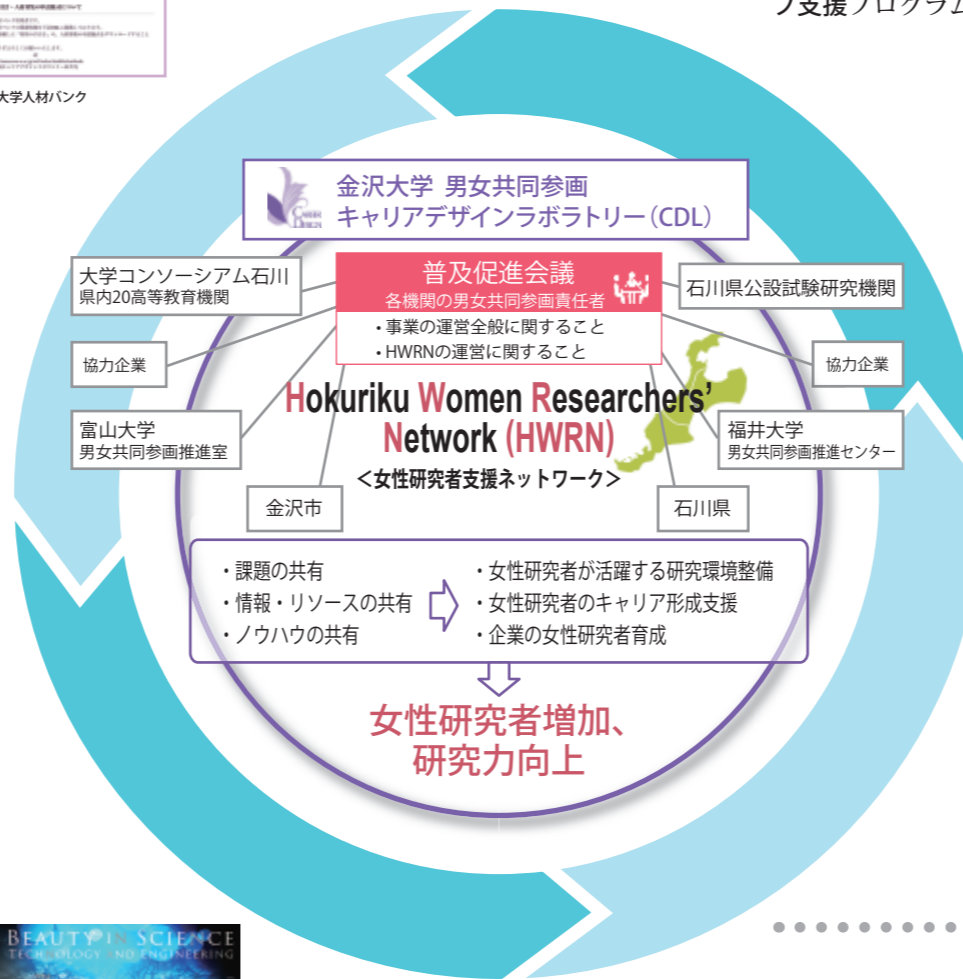 プ支援プログラム
大学人材バンク
CAREER
DESIGN
金沢大学 男女共同参画
キャリアデザインラボラトリー(CDL)
大学コンソーシアム石川
県内20高等教育機関
普及促進会議
各機関の男女共同参画責任者
・事業の運営全般に関すること
・HWRNの運営に関すること
石川県公設試験研究機関
協力企業
協力企業
Hokuriku Women Researchers'
Network (HWRN)
<女性研究者支援ネットワーク>
富山大学
男女共同参画推進室
福井大学
男女共同参画推進センター
金沢市
石川県
・課題の共有
・情報・リソースの共有
・ノウハウの共有
・女性研究者が活躍する研究環境整備
・女性研究者のキャリア形成支援
・企業の女性研究者育成
女性研究者増加、
研究力向上
BEAUTY IN SCIENCE
TECHNOLOGY AND ENGINEERING